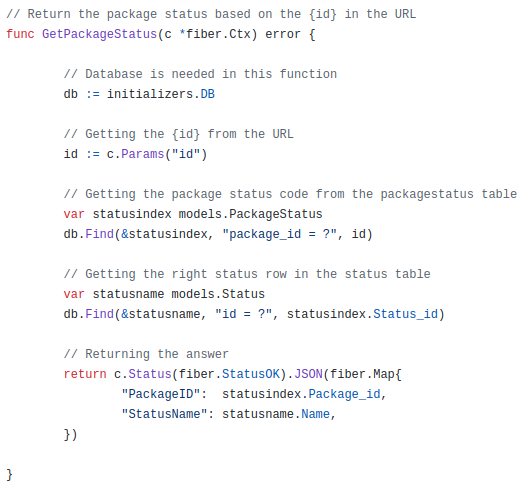 // Return the package status based on the {id} in the URL
func GetPackageStatus(c *fiber.Ctx) error {
        // Database is needed in this function
        db := initializers.DB
        // Getting the {id} from the URL
        id := c.Params("id")
        // Getting the package status code from the packagestatus table
        var statusindex models.PackageStatus
        db.Find(&statusindex, "package_id = ?", id)
        // Getting the right status row in the status table
        var statusname models.Status
        db.Find(&statusname, "id = ?", statusindex.Status_id)
        // Returning the answer
        return c.Status(fiber.StatusOK).JSON(fiber.Map{
                "PackageID":  statusindex.Package_id,
                "StatusName": statusname.Name,
        })
}